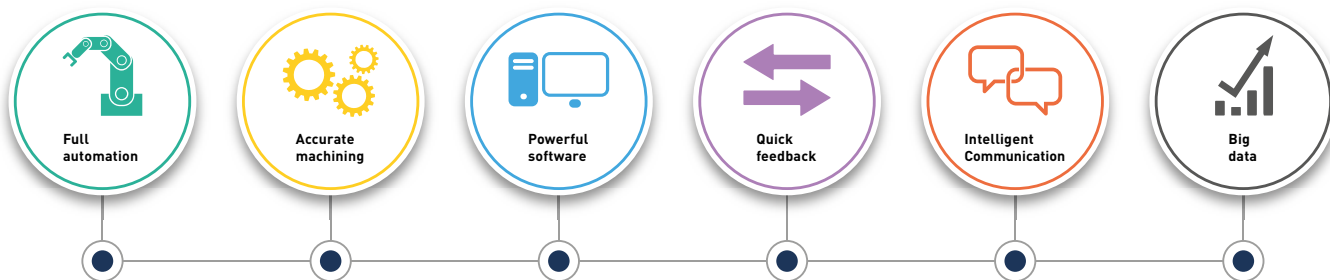 Full
automation
Accurate
machining
Powerful
software
Quick
feedback
Intelligent
Communication
Big
data